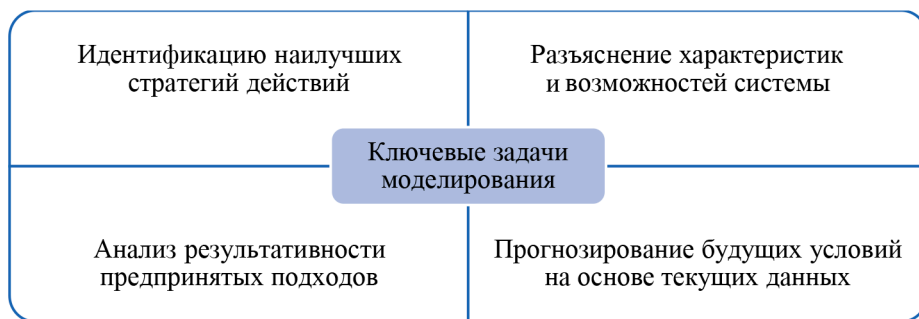 Идентификацию наилучших
стратегий действий
Разъяснение характеристик
и возможностей системы
Ключевые задачи
моделирования
Анализ результативности
предпринятых подходов
Прогнозирование будущих условий
на основе текущих данных